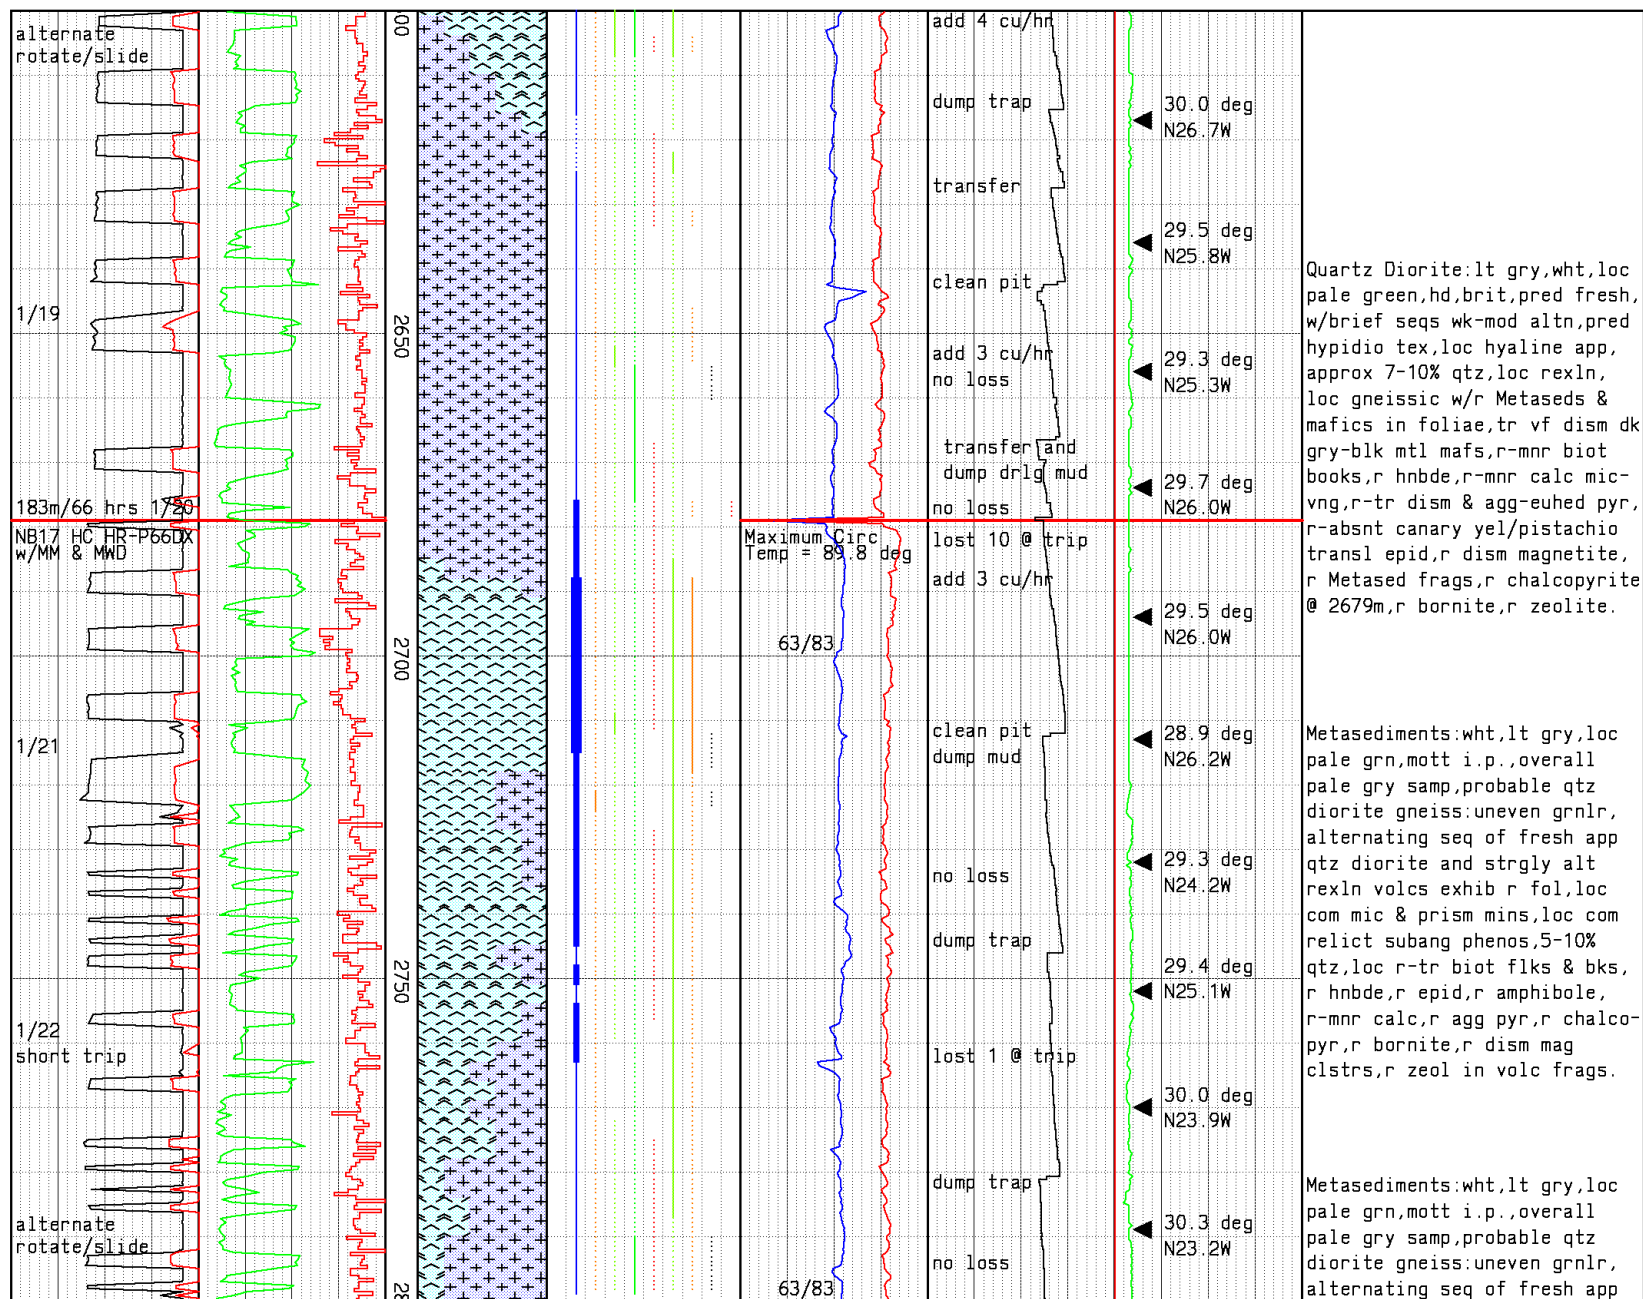 alternate
rotate/slide
1/19
183m/66 hrs 1/20
NB17 HC HR-P66DX
w/MM & MWD
1/21
1/22
short trip
alternate
rotate/slide
00
2650
2700
2750
28
Maximum Circ
Temp = 89.8 deg
63/83
63/83
add 4 cu/hr
dump trap
transfer
clean pit
add 3 cu/hr
no loss
transfer and
dump drlg mud
no loss
lost 10 @ trip
add 3 cu/hr
clean pit
dump mud
no loss
dump trap
lost 1 @ trip
dump trap
no loss
30.0 deg
N26.7W
29.5 deg
N25.8W
29.3 deg
N25.3W
29.7 deg
N26.0W
29.5 deg
N26.0W
28.9 deg
N26.2W
29.3 deg
N24.2W
29.4 deg
N25.1W
30.0 deg
N23.9W
30.3 deg
N23.2W
Quartz Diorite:lt gry,wht,loc
pale green,hd,brit,pred fresh,
w/brief seqs wk-mod altn,pred
hypidio tex,loc hyaline app,
approx 7-10% qtz,loc rexln,
loc gneissic w/r Metaseds &
mafics in foliae,tr vf dism dk
gry-blk mtl mafs,r-mnr biot
books,r hnbde,r-mnr calc mic-
vng,r-tr dism & agg-euhed pyr,
r-absnt canary yel/pistachio
transl epid,r dism magnetite,
r Metased frags,r chalcopyrite
@ 2679m,r bornite,r zeolite.
Metasediments:wht,lt gry,loc
pale grn,mott i.p.,overall
pale gry samp,probable qtz
diorite gneiss:uneven grnlr,
alternating seq of fresh app
qtz diorite and strgly alt
rexln volcs exhib r fol,loc
com mic & prism mins,loc com
relict subang phenos,5-10%
qtz,loc r-tr biot flks & bks,
r hnbde,r epid,r amphibole,
r-mnr calc,r agg pyr,r chalco-
pyr,r bornite,r dism mag
clstrs,r zeol in volc frags.
Metasediments:wht,lt gry,loc
pale grn,mott i.p.,overall
pale gry samp,probable qtz
diorite gneiss:uneven grnlr,
alternating seq of fresh app